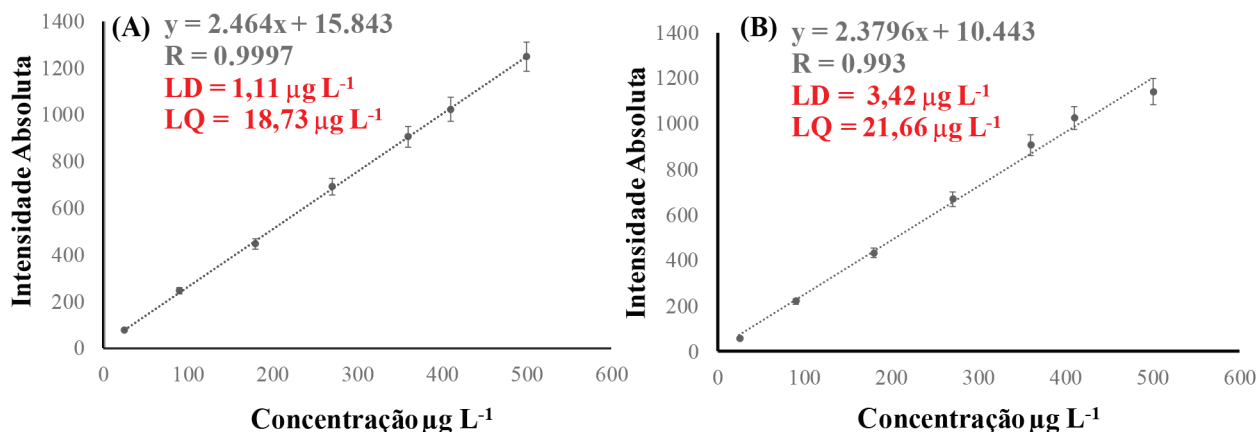 (A)
y = 2.464x + 15.843
R = 0.9997
LD = 1,11 µg L⁻¹
LQ = 18,73 µg L⁻¹
Intensidade Absoluta
1400
1200
1000
800
600
400
200
0
0 100 200 300 400 500 600
Concentração µg L⁻¹
(B)
y = 2.3796x + 10.443
R = 0.993
LD = 3,42 µg L⁻¹
LQ = 21,66 µg L⁻¹
Intensidade Absoluta
1400
1200
1000
800
600
400
200
0
0 100 200 300 400 500 600
Concentração µg L⁻¹